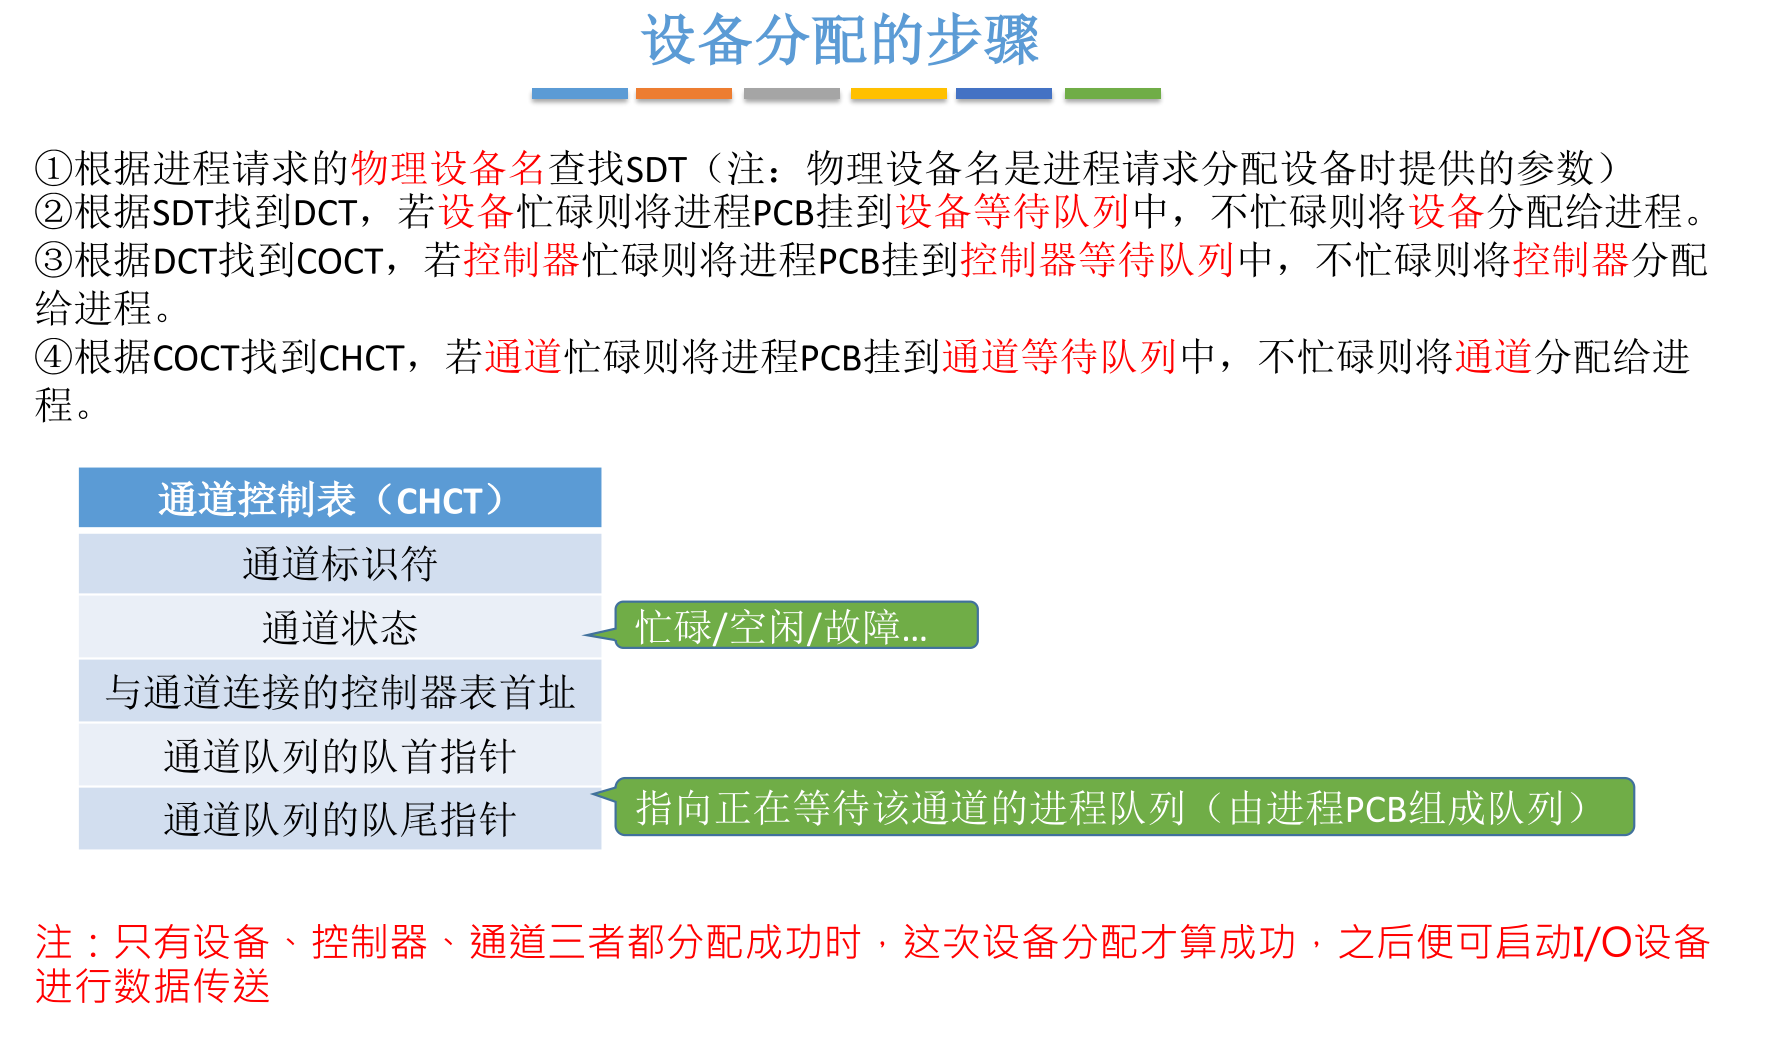 设备分配的步骤
①根据进程请求的物理设备名查找SDT（注：物理设备名是进程请求分配设备时提供的参数）
②根据SDT找到DCT，若设备忙碌则将进程PCB挂到设备等待队列中，不忙碌则将设备分配给进程。
③根据DCT找到COCT，若控制器忙碌则将进程PCB挂到控制器等待队列中，不忙碌则将控制器分配
给进程。
④根据COCT找到CHCT，若通道忙碌则将进程PCB挂到通道等待队列中，不忙碌则将通道分配给进
程。
通道控制表（CHCT）
通道标识符
通道状态
忙碌/空闲/故障...
与通道连接的控制器表首址
通道队列的队首指针
通道队列的队尾指针
指向正在等待该通道的进程队列（由进程PCB组成队列）
注：只有设备、控制器、通道三者都分配成功时，这次设备分配才算成功，之后便可启动I/O设备
进行数据传送